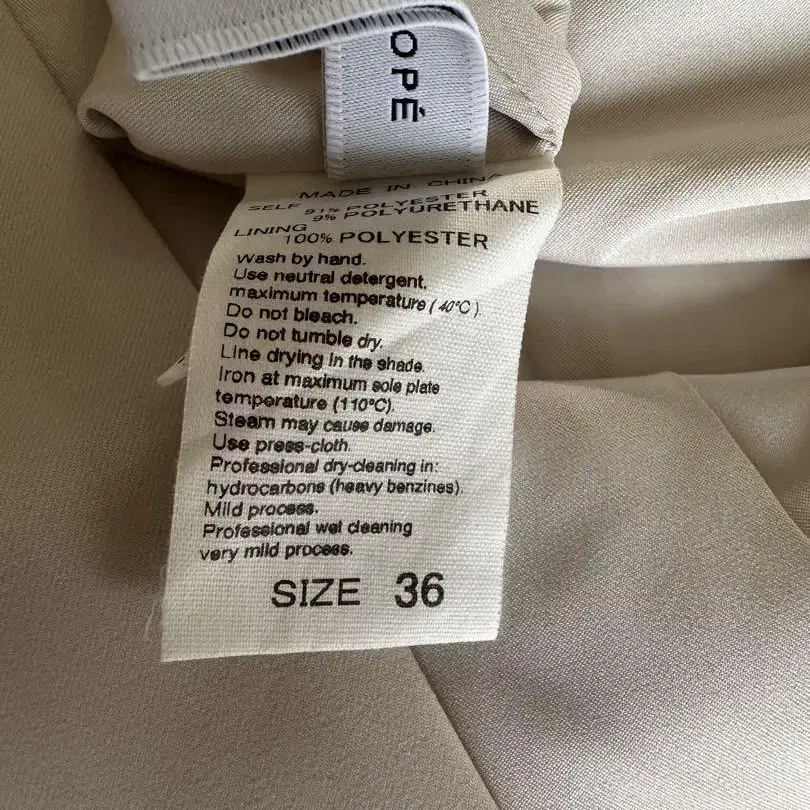 OPÉ
MADE IN CHINA
SELF 91% POLYESTER
9% POLYURETHANE
LINING
100% POLYESTER
Wash by hand.
Use neutral detergent,
maximum temperature ( 40°C ).
Do not bleach.
Do not tumble dry.
Line drying in the shade.
Iron at maximum sole plate
temperature (110°C).
Steam may cause damage.
Use press-cloth.
Professional dry-cleaning in:
hydrocarbons (heavy benzines).
Mild process.
Professional wet cleaning
very mild process.
SIZE 36